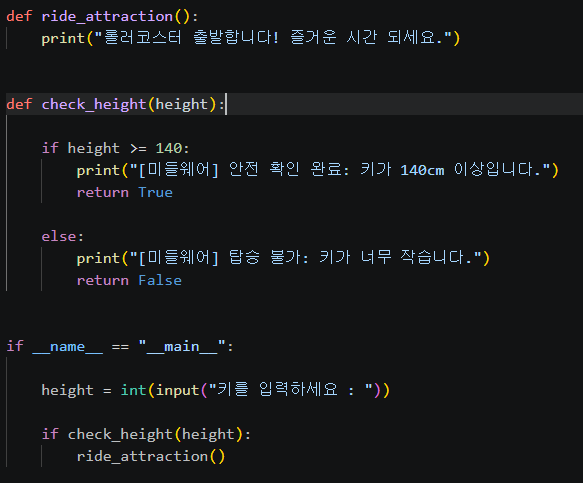 def ride_attraction():
    print("롤러코스터 출발합니다! 즐거운 시간 되세요.")
def check_height(height):
    if height >= 140:
        print("[미들웨어] 안전 확인 완료: 키가 140cm 이상입니다.")
        return True
    else:
        print("[미들웨어] 탑승 불가: 키가 너무 작습니다.")
        return False
if __name__ == "__main__":
    height = int(input("키를 입력하세요 : "))
    if check_height(height):
        ride_attraction()